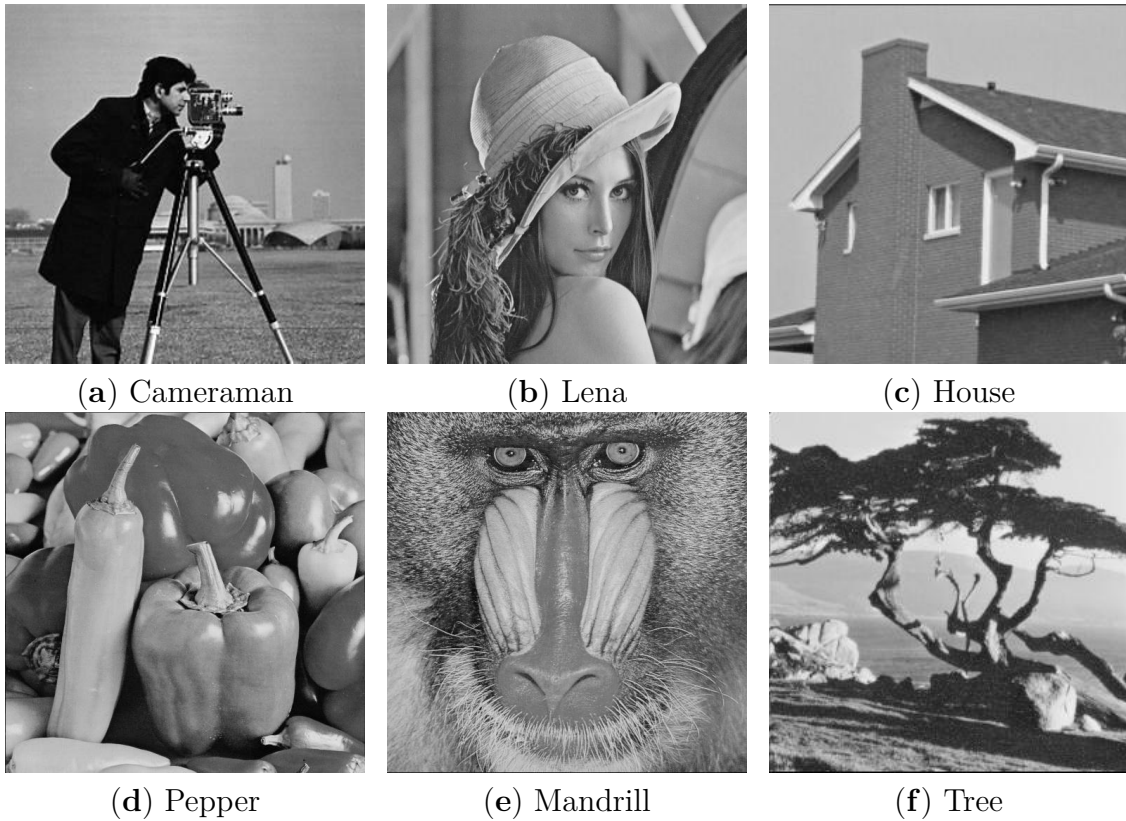 (a) Cameraman
(b) Lena
(c) House
(d) Pepper
(e) Mandrill
(f) Tree